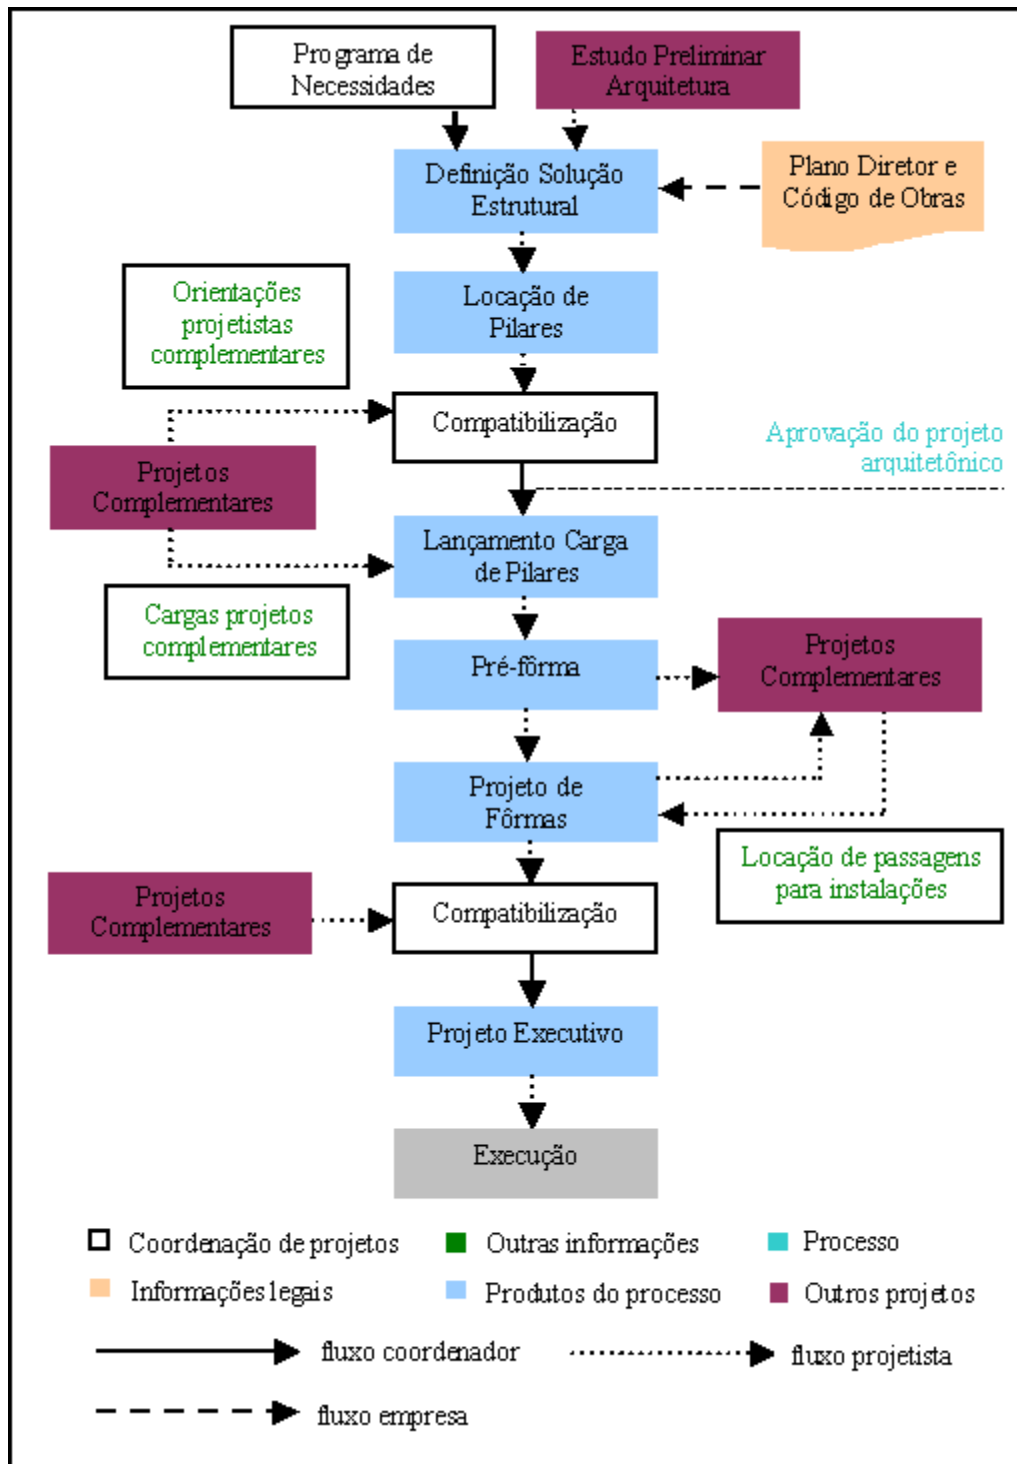 Programa de
Necessidades
Estudo Preliminar
Arquitetura
Definição Solução
Estrutural
Plano Diretor e
Código de Obras
Locação de
Pilares
Orientações
projetistas
complementares
Compatibilização
Aprovação do projeto
arquitetônico
Projetos
Complementares
Lançamento Carga
de Pilares
Cargas projetos
complementares
Pré-fôrma
Projetos
Complementares
Projeto de
Fôrmas
Locação de passagens
para instalações
Projetos
Complementares
Compatibilização
Projeto Executivo
Execução
Coordenação de projetos
Outras informações
Processo
Informações legais
Produtos do processo
Outros projetos
fluxo coordenador
fluxo projetista
fluxo empresa